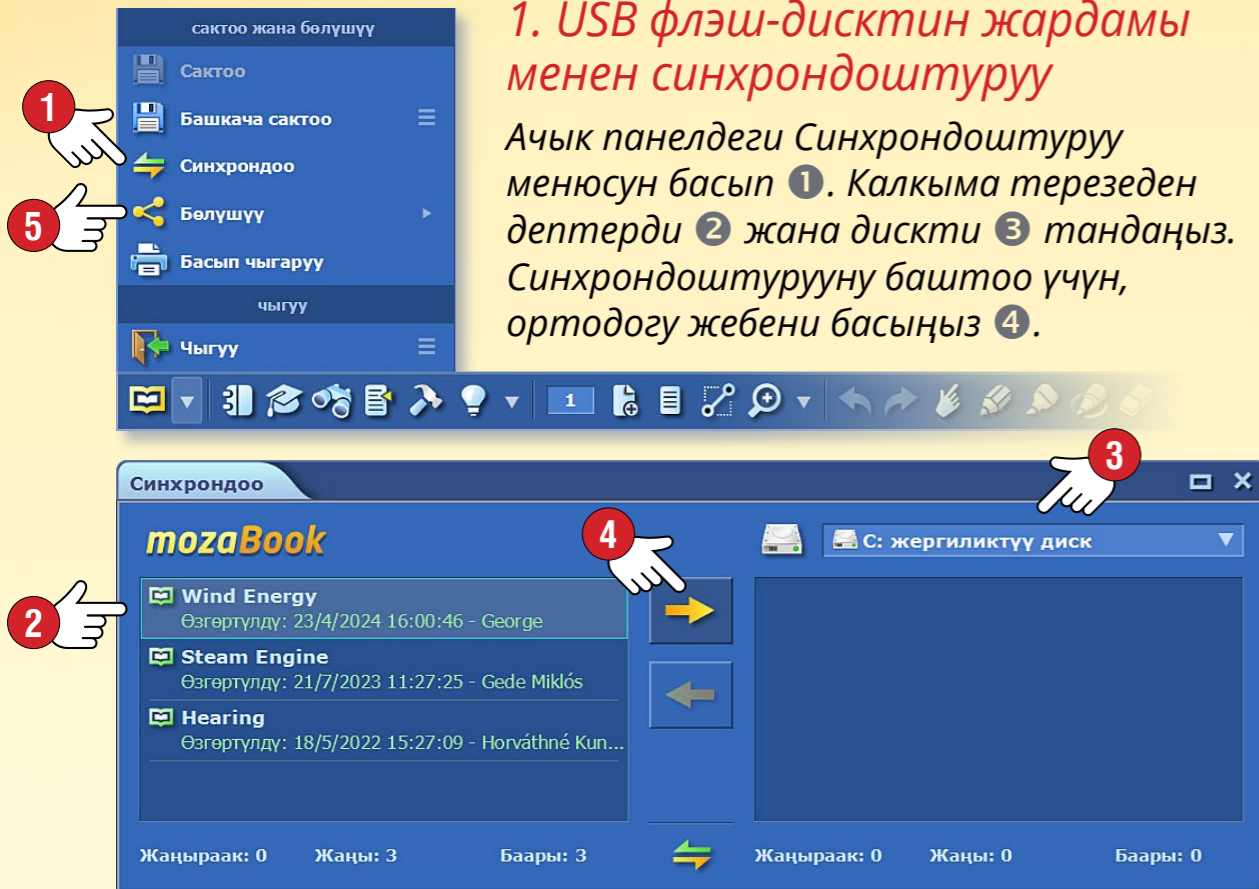 сактоо жана бөлүшүү
Сактоо
Башкача сактоо
Синхрондоо
Бөлүшүү
Басып чыгаруу
чыгуу
Чыгуу
1
5
1. USB флэш-дисктин жардамы
менен синхрондоштуруу
Ачык панелдеги Синхрондоштуруу
менюсун басып ❶. Калкыма терезеден
дептерди ❷ жана дискти ❸ тандаңыз.
Синхрондоштурууну баштоо үчүн,
ортодогу жебени басыңыз ❹.
1
3
Синхрондоо
mozaBook
4
C: жергиликтүү диск
2
Wind Energy
Өзгөртүлдү: 23/4/2024 16:00:46 - George
Steam Engine
Өзгөртүлдү: 21/7/2023 11:27:25 - Gede Miklós
Hearing
Өзгөртүлдү: 18/5/2022 15:27:09 - Horváthné Kun...
Жаңыраак: 0 Жаңы: 3 Баары: 3
Жаңыраак: 0 Жаңы: 0 Баары: 0